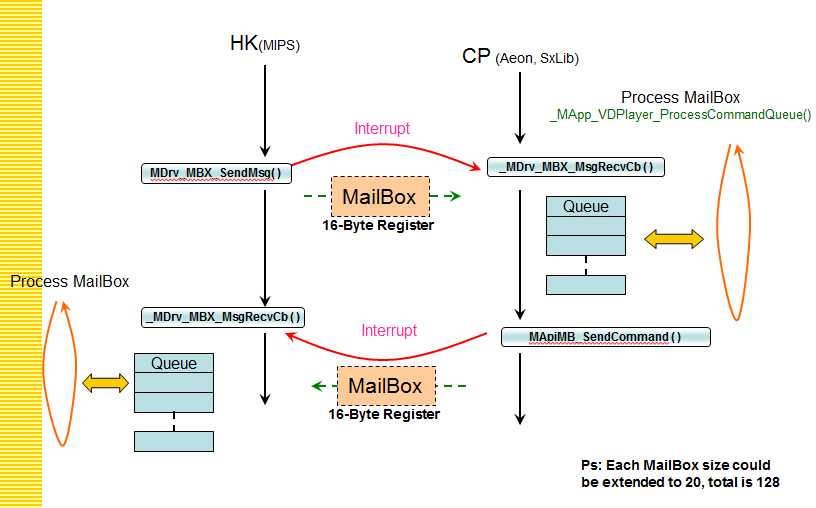 HK(MIPS)
CP (Aeon, SxLib)
Process MailBox
_MApp_VDPlayer_ProcessCommandQueue()
Interrupt
MDrv_MBX_SendMsg()
_MDrv_MBX_MsgRecvCb()
MailBox
16-Byte Register
Queue
Process MailBox
_MDrv_MBX_MsgRecvCb()
Interrupt
MApiMB_SendCommand()
Queue
MailBox
16-Byte Register
Ps: Each MailBox size could
be extended to 20, total is 128